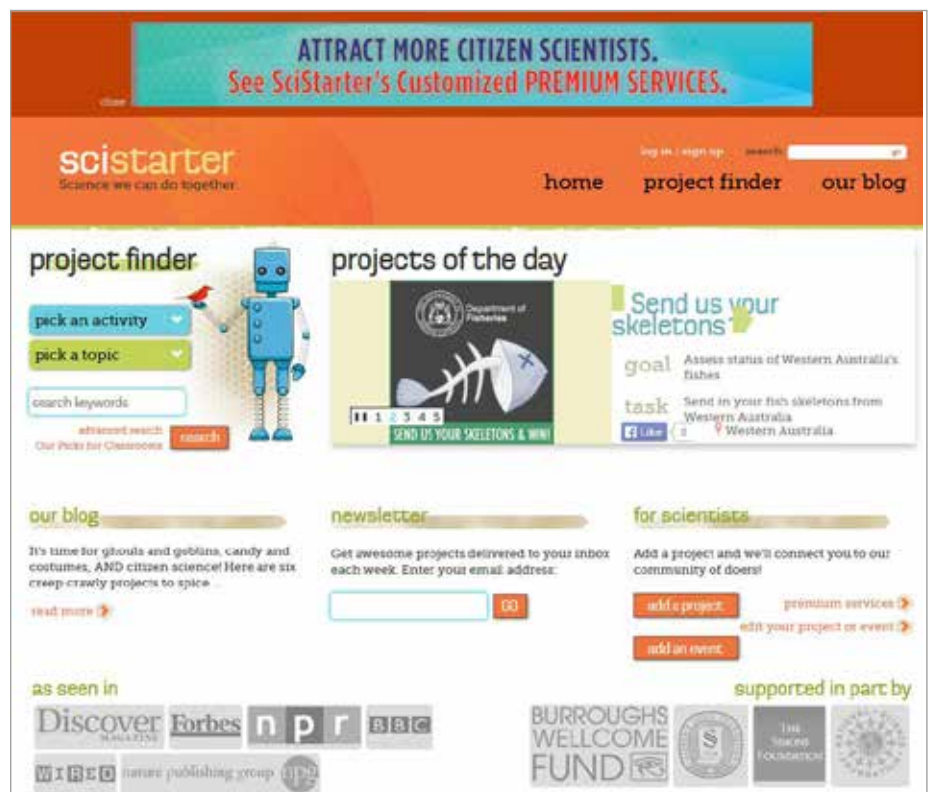 ATTRACT MORE CITIZEN SCIENTISTS.
See SciStarter's Customized PREMIUM SERVICES.
close
scistarter
Science we can do together.
log in / sign up
search
go
home
project finder
our blog
project finder
pick an activity
pick a topic
search keywords
advanced search
Our Picks for Classrooms
search
projects of the day
Department of
Fisheries
1 2 3 4 5
SEND US YOUR SKELETONS & WIN!
Send us your
skeletons
goal
Assess status of Western Australia's
fishes
task
Send in your fish skeletons from
Western Australia
Like
Western Australia
our blog
It's time for ghouls and goblins, candy and
costumes, AND citizen science! Here are six
creep-crawly projects to spice
read more
newsletter
Get awesome projects delivered to your inbox
each week. Enter your email address:
GO
for scientists
Add a project and we'll connect you to our
community of doers!
add a project
premium services
edit your project or event
add an event
as seen in
Discover
MAGAZINE
Forbes
npr
BBC
WIRED
nature publishing group
npg
supported in part by
BURROUGHS
WELLCOME
FUND
S
THE
SIMONS
FOUNDATION